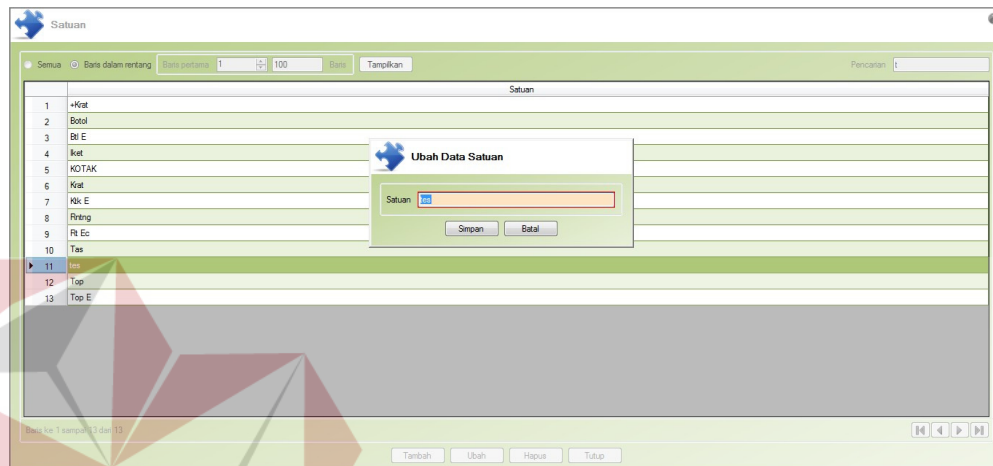 Satuan
Semua Baris dalam rentang Baris pertama 1 100 Baris Tampilkan Pencarian t
Satuan
1 +Krat
2 Botol
3 Btl E
4 Iket
5 KOTAK
6 Krat
7 Ktk E
8 Rntng
9 Rt Ec
10 Tas
11 tes
12 Top
13 Top E
Ubah Data Satuan
Satuan tes
Simpan Batal
Baris ke 1 sampai 13 dari 13
Tambah Ubah Hapus Tutup